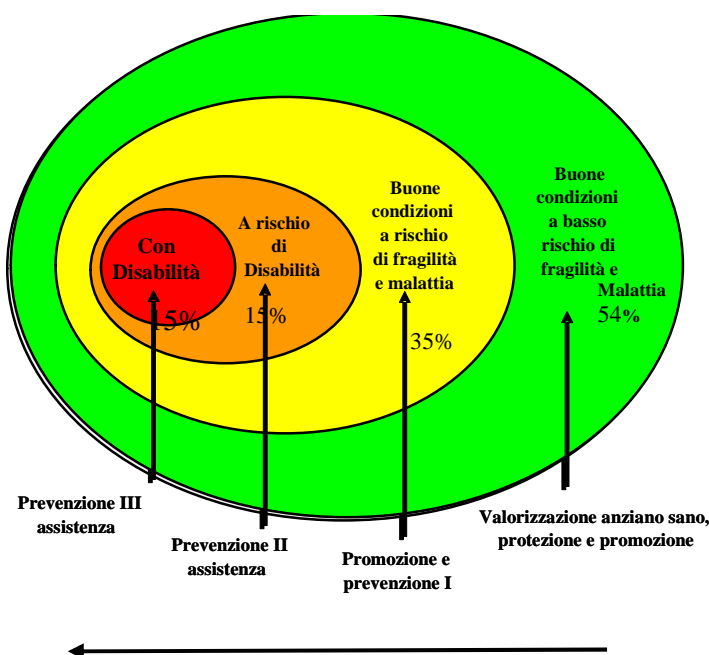 Con
Disabilità
15%
A rischio
di
Disabilità
15%
Buone
condizioni
a rischio
di fragilità
e malattia
35%
Buone
condizioni
a basso
rischio di
fragilità e
Malattia
54%
Prevenzione III
assistenza
Prevenzione II
assistenza
Promozione e
prevenzione I
Valorizzazione anziano sano,
protezione e promozione